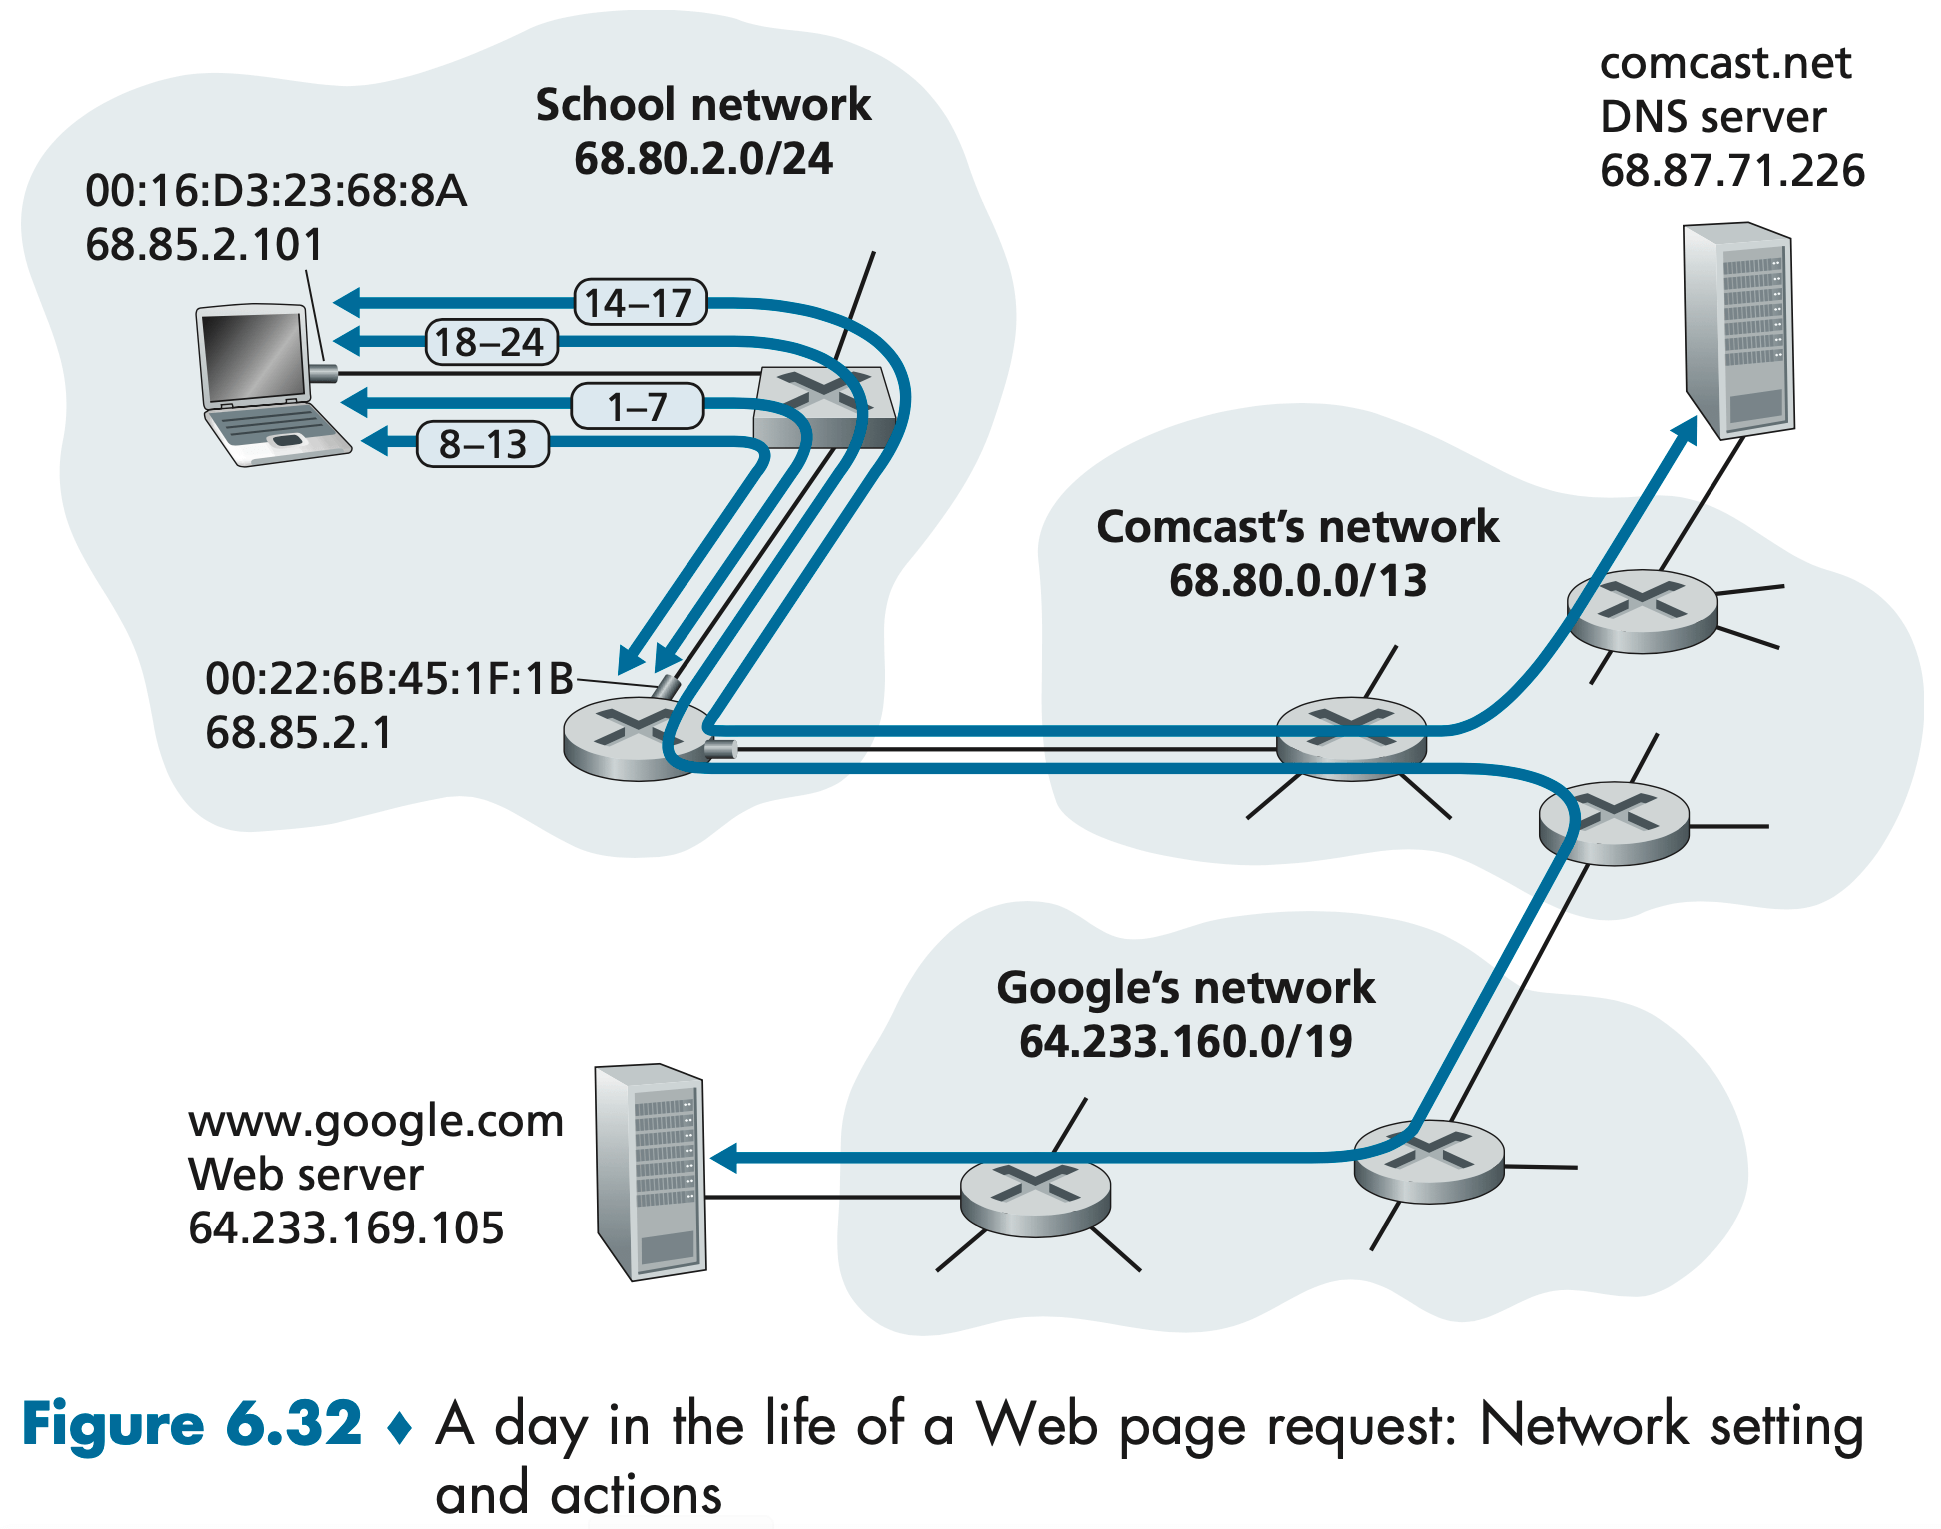 School network
68.80.2.0/24
comcast.net
DNS server
68.87.71.226
00:16:D3:23:68:8A
68.85.2.101
14–17
18–24
1–7
8–13
Comcast’s network
68.80.0.0/13
00:22:6B:45:1F:1B
68.85.2.1
Google’s network
64.233.160.0/19
www.google.com
Web server
64.233.169.105
Figure 6.32 ♦ A day in the life of a Web page request: Network setting
and actions